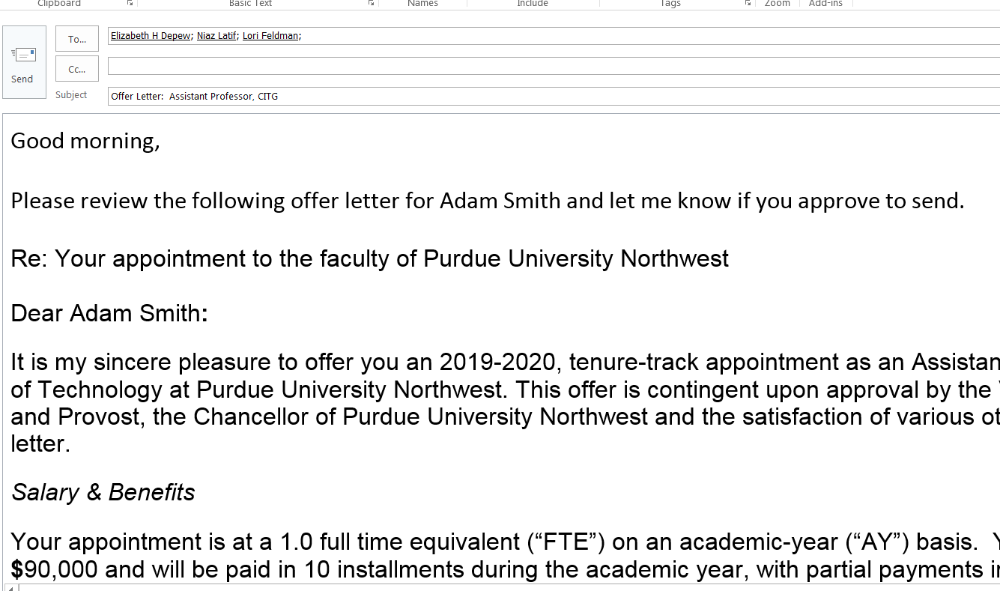 Clipboard Basic Text Names Include Tags Zoom Add-ins
To... Elizabeth H Depew; Niaz Latif; Lori Feldman;
Send
Cc...
Subject Offer Letter: Assistant Professor, CITG
Good morning,
Please review the following offer letter for Adam Smith and let me know if you approve to send.
Re: Your appointment to the faculty of Purdue University Northwest
Dear Adam Smith:
It is my sincere pleasure to offer you an 2019-2020, tenure-track appointment as an Assistan
of Technology at Purdue University Northwest. This offer is contingent upon approval by the
and Provost, the Chancellor of Purdue University Northwest and the satisfaction of various ot
letter.
Salary & Benefits
Your appointment is at a 1.0 full time equivalent (“FTE”) on an academic-year (“AY”) basis.
$90,000 and will be paid in 10 installments during the academic year, with partial payments i